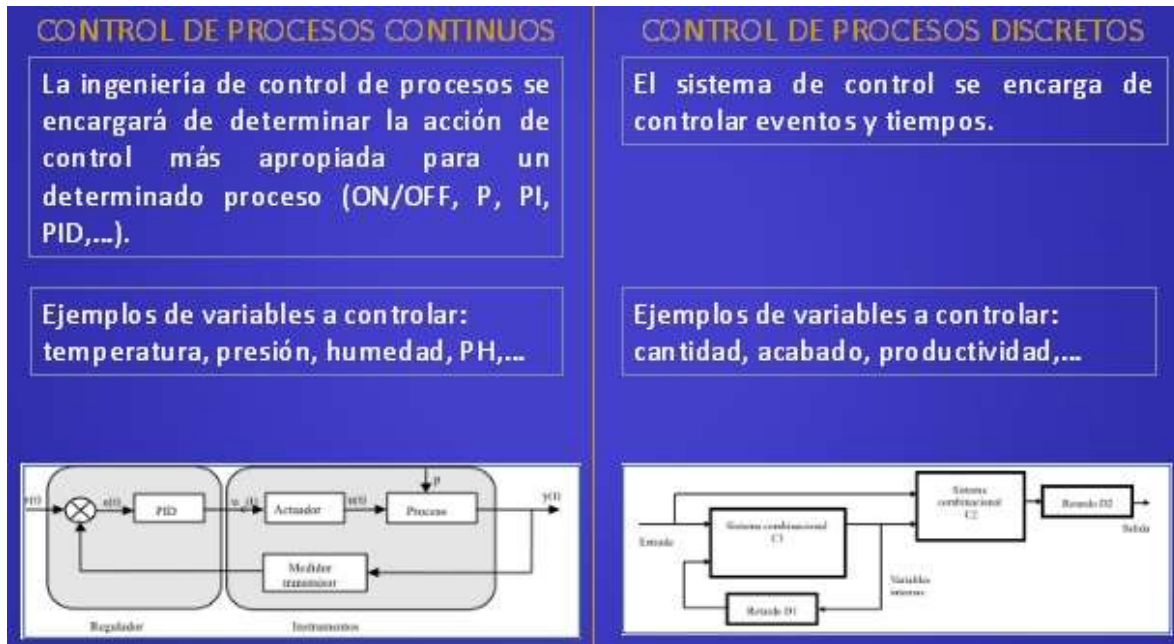 CONTROL DE PROCESOS CONTINUOS
La ingeniería de control de procesos se
encargará de determinar la acción de
control más apropiada para un
determinado proceso (ON/OFF, P, PI,
PID,...).
Ejemplos de variables a controlar:
temperatura, presión, humedad, PH,...
r(t)
e(t)
PID
Actuador
u(t)
P
Proceso
y(t)
Medidor
Regulador
Instrumentos
CONTROL DE PROCESOS DISCRETOS
El sistema de control se encarga de
controlar eventos y tiempos.
Ejemplos de variables a controlar:
cantidad, acabado, productividad,...
Entrada
Sistema combinacional
C1
Sistema
combinacional
C2
Retardo D2
Salida
Variables
internas
Retardo D1